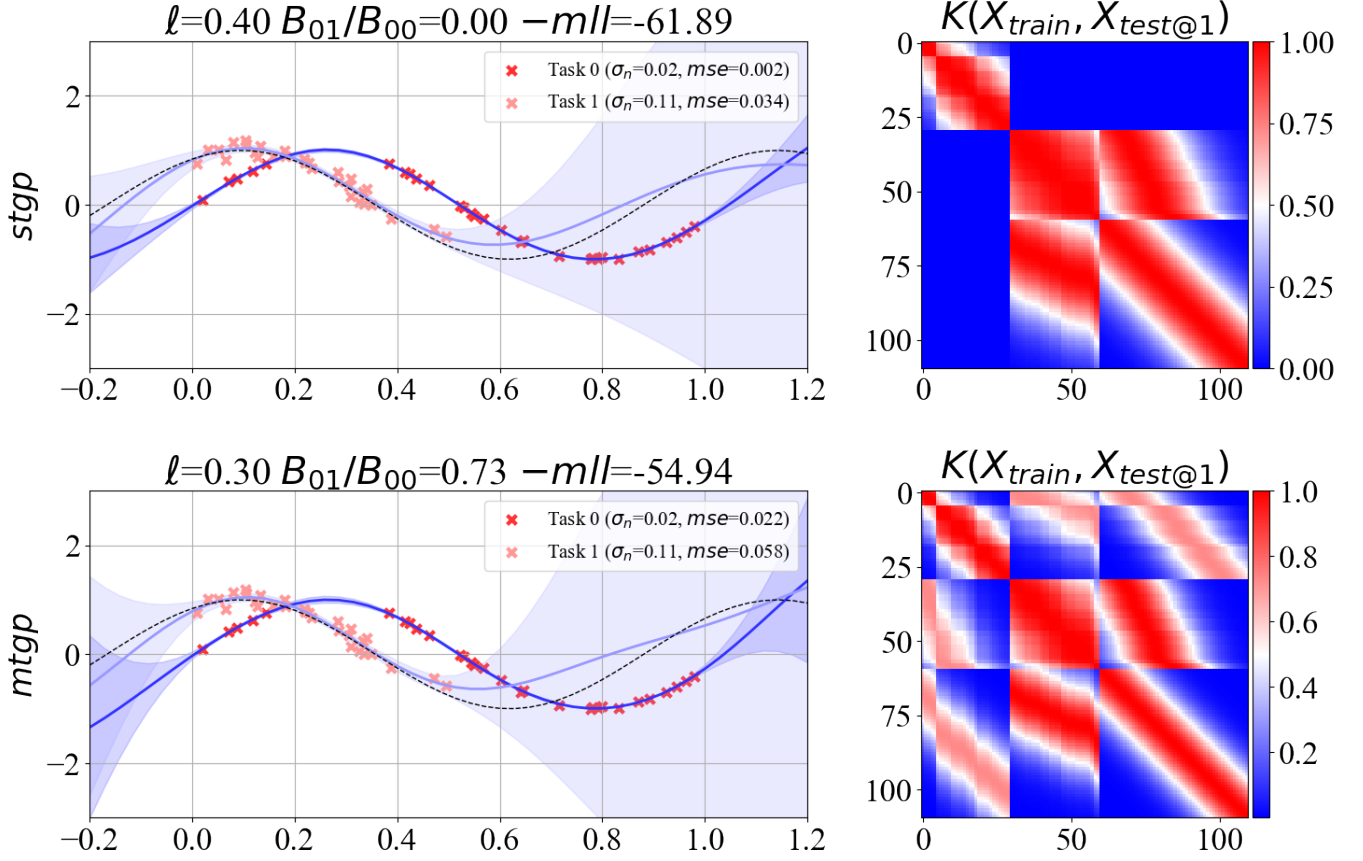 ℓ=0.40 B₀₁/B₀₀=0.00 −mll=-61.89
K(X_train, X_test@1)
stgp
2
0
−2
−0.2 0.0 0.2 0.4 0.6 0.8 1.0 1.2
Task 0 (σₙ=0.02, mse=0.002)
Task 1 (σₙ=0.11, mse=0.034)
0
25
50
75
100
0 50 100
1.00
0.75
0.50
0.25
0.00
ℓ=0.30 B₀₁/B₀₀=0.73 −mll=-54.94
K(X_train, X_test@1)
mtgp
2
0
−2
−0.2 0.0 0.2 0.4 0.6 0.8 1.0 1.2
Task 0 (σₙ=0.02, mse=0.022)
Task 1 (σₙ=0.11, mse=0.058)
0
25
50
75
100
0 50 100
1.0
0.8
0.6
0.4
0.2